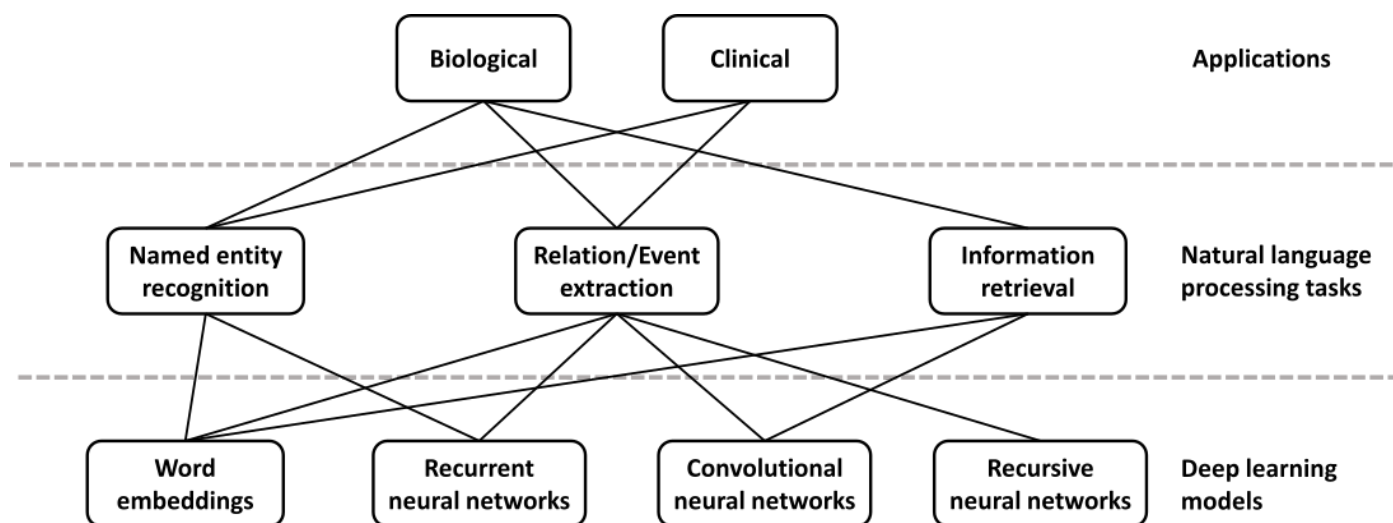 Biological
Clinical
Applications
Named entity
recognition
Relation/Event
extraction
Information
retrieval
Natural language
processing tasks
Word
embeddings
Recurrent
neural networks
Convolutional
neural networks
Recursive
neural networks
Deep learning
models